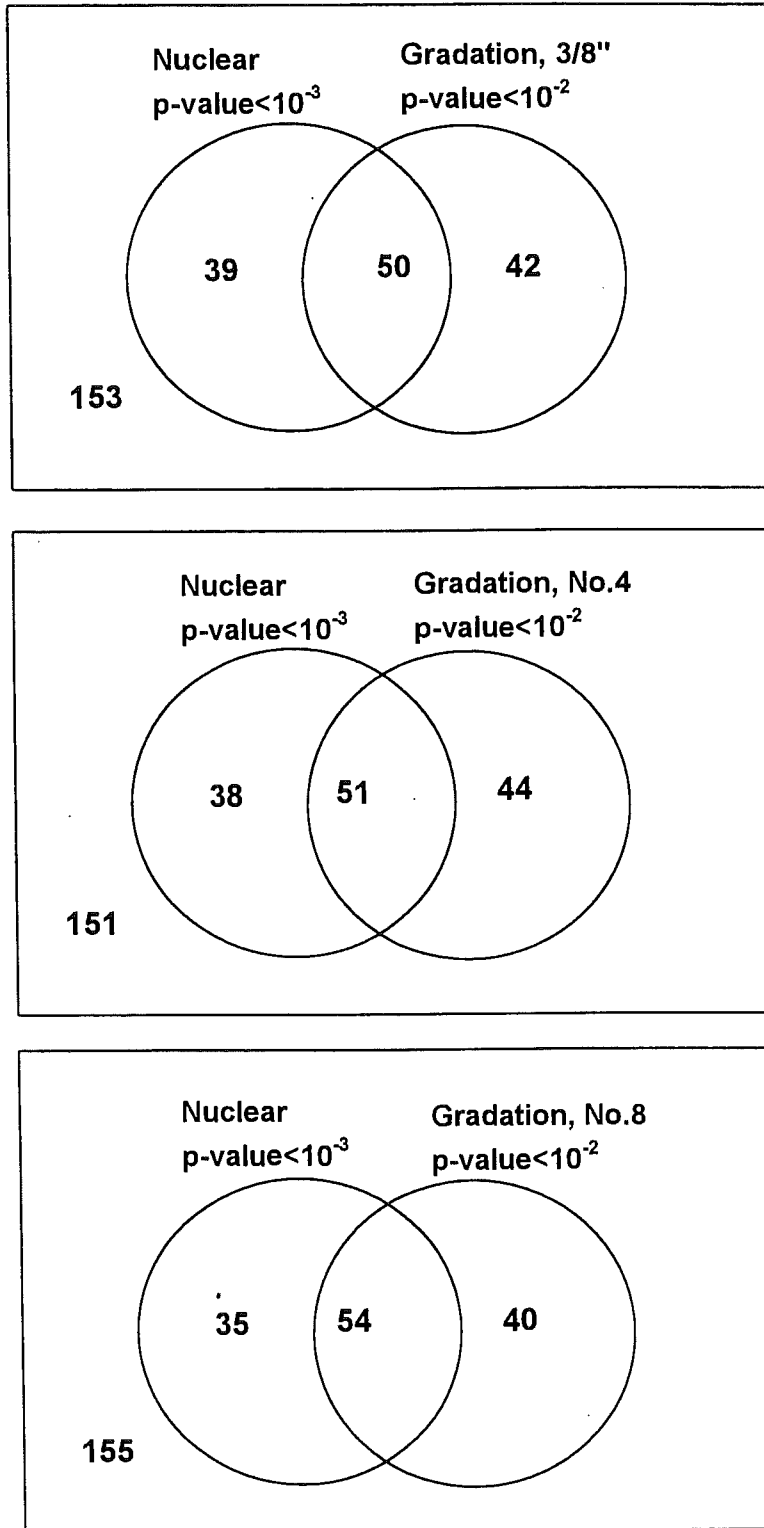 Nuclear
p-value<10⁻³
Gradation, 3/8"
p-value<10⁻²
39
50
42
153
Nuclear
p-value<10⁻³
Gradation, No.4
p-value<10⁻²
38
51
44
151
Nuclear
p-value<10⁻³
Gradation, No.8
p-value<10⁻²
35
54
40
155